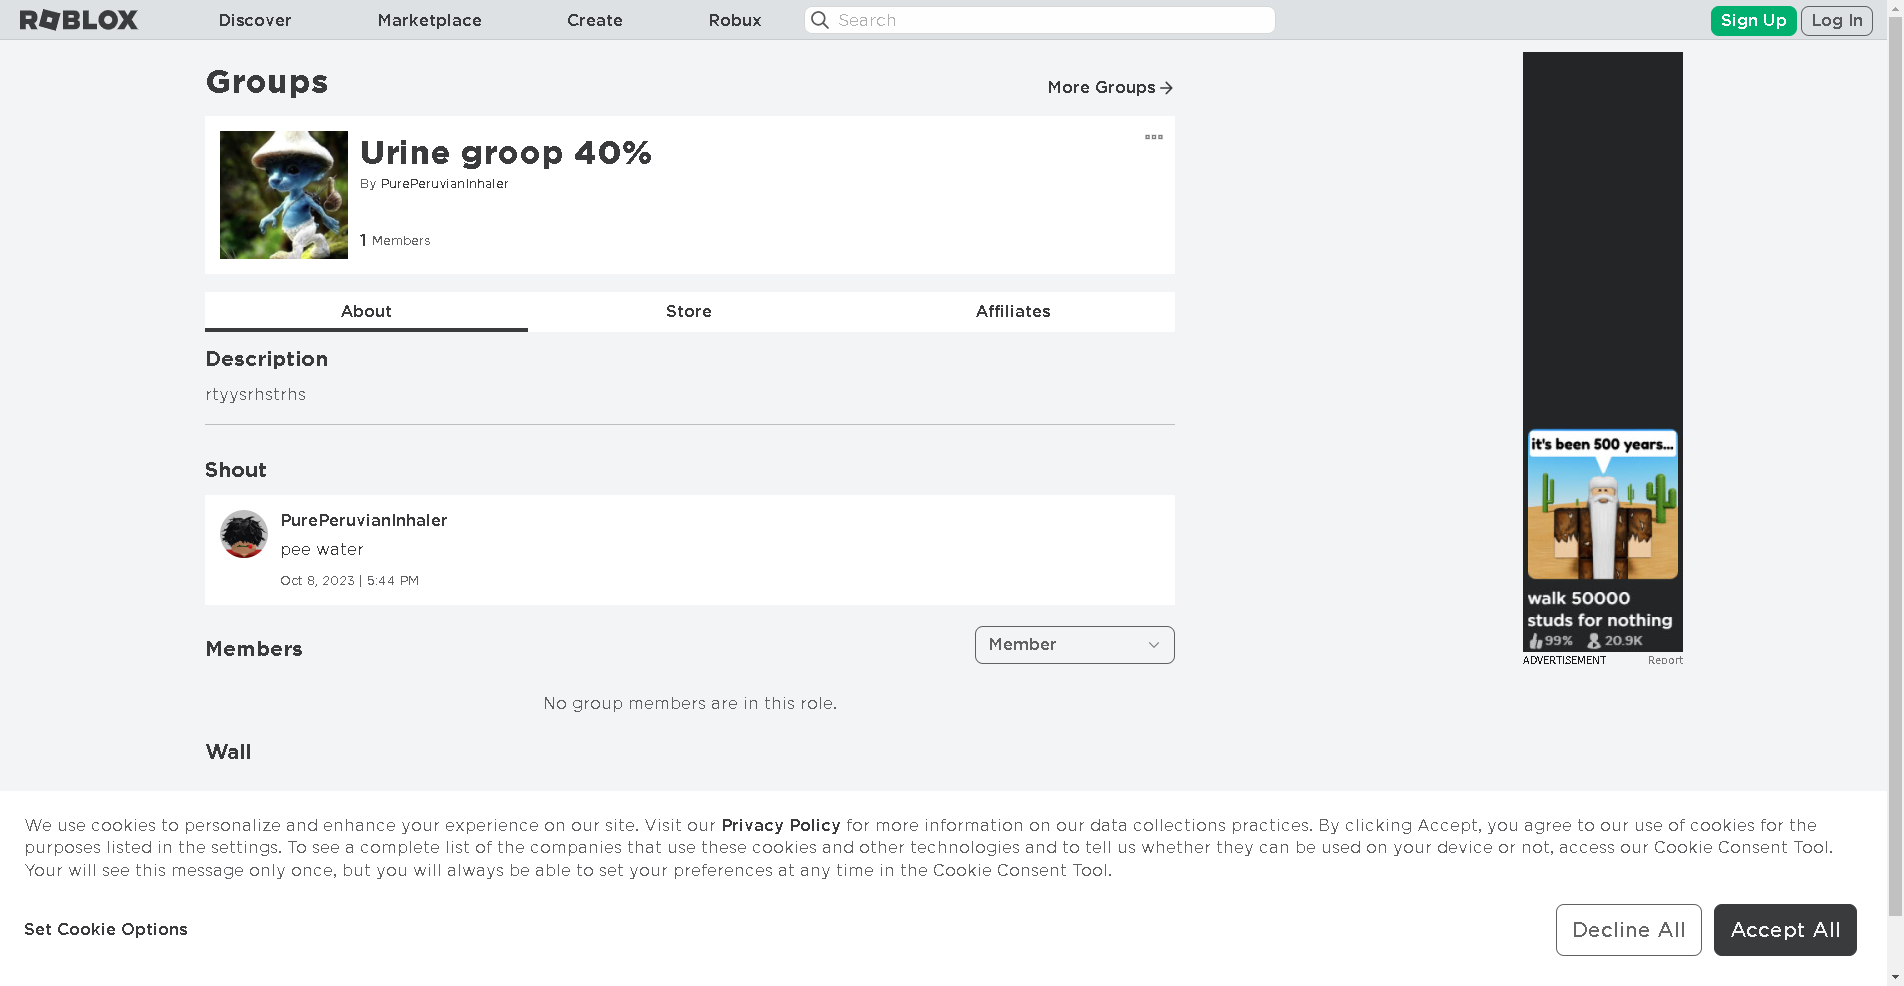 ROBLOX
Discover
Marketplace
Create
Robux
Search
Sign Up
Log In
Groups
More Groups
Urine groop 40%
By PurePeruvianInhaler
1 Members
About
Store
Affiliates
Description
rtyysrhstrhs
Shout
PurePeruvianInhaler
pee water
Oct 8, 2023 | 5:44 PM
Members
Member
No group members are in this role.
Wall
it's been 500 years...
walk 50000
studs for nothing
99% 20.9K
ADVERTISEMENT
Report
We use cookies to personalize and enhance your experience on our site. Visit our Privacy Policy for more information on our data collections practices. By clicking Accept, you agree to our use of cookies for the
purposes listed in the settings. To see a complete list of the companies that use these cookies and other technologies and to tell us whether they can be used on your device or not, access our Cookie Consent Tool.
Your will see this message only once, but you will always be able to set your preferences at any time in the Cookie Consent Tool.
Set Cookie Options
Decline All
Accept All